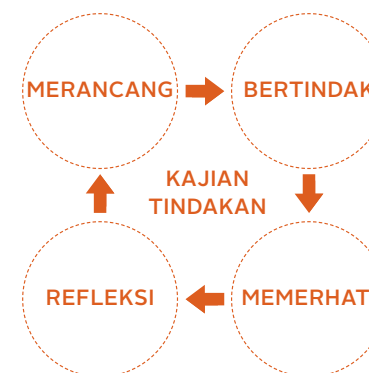 MERANCANG
BERTINDAK
KAJIAN
TINDAKAN
REFLEKSI
MEMERHAT